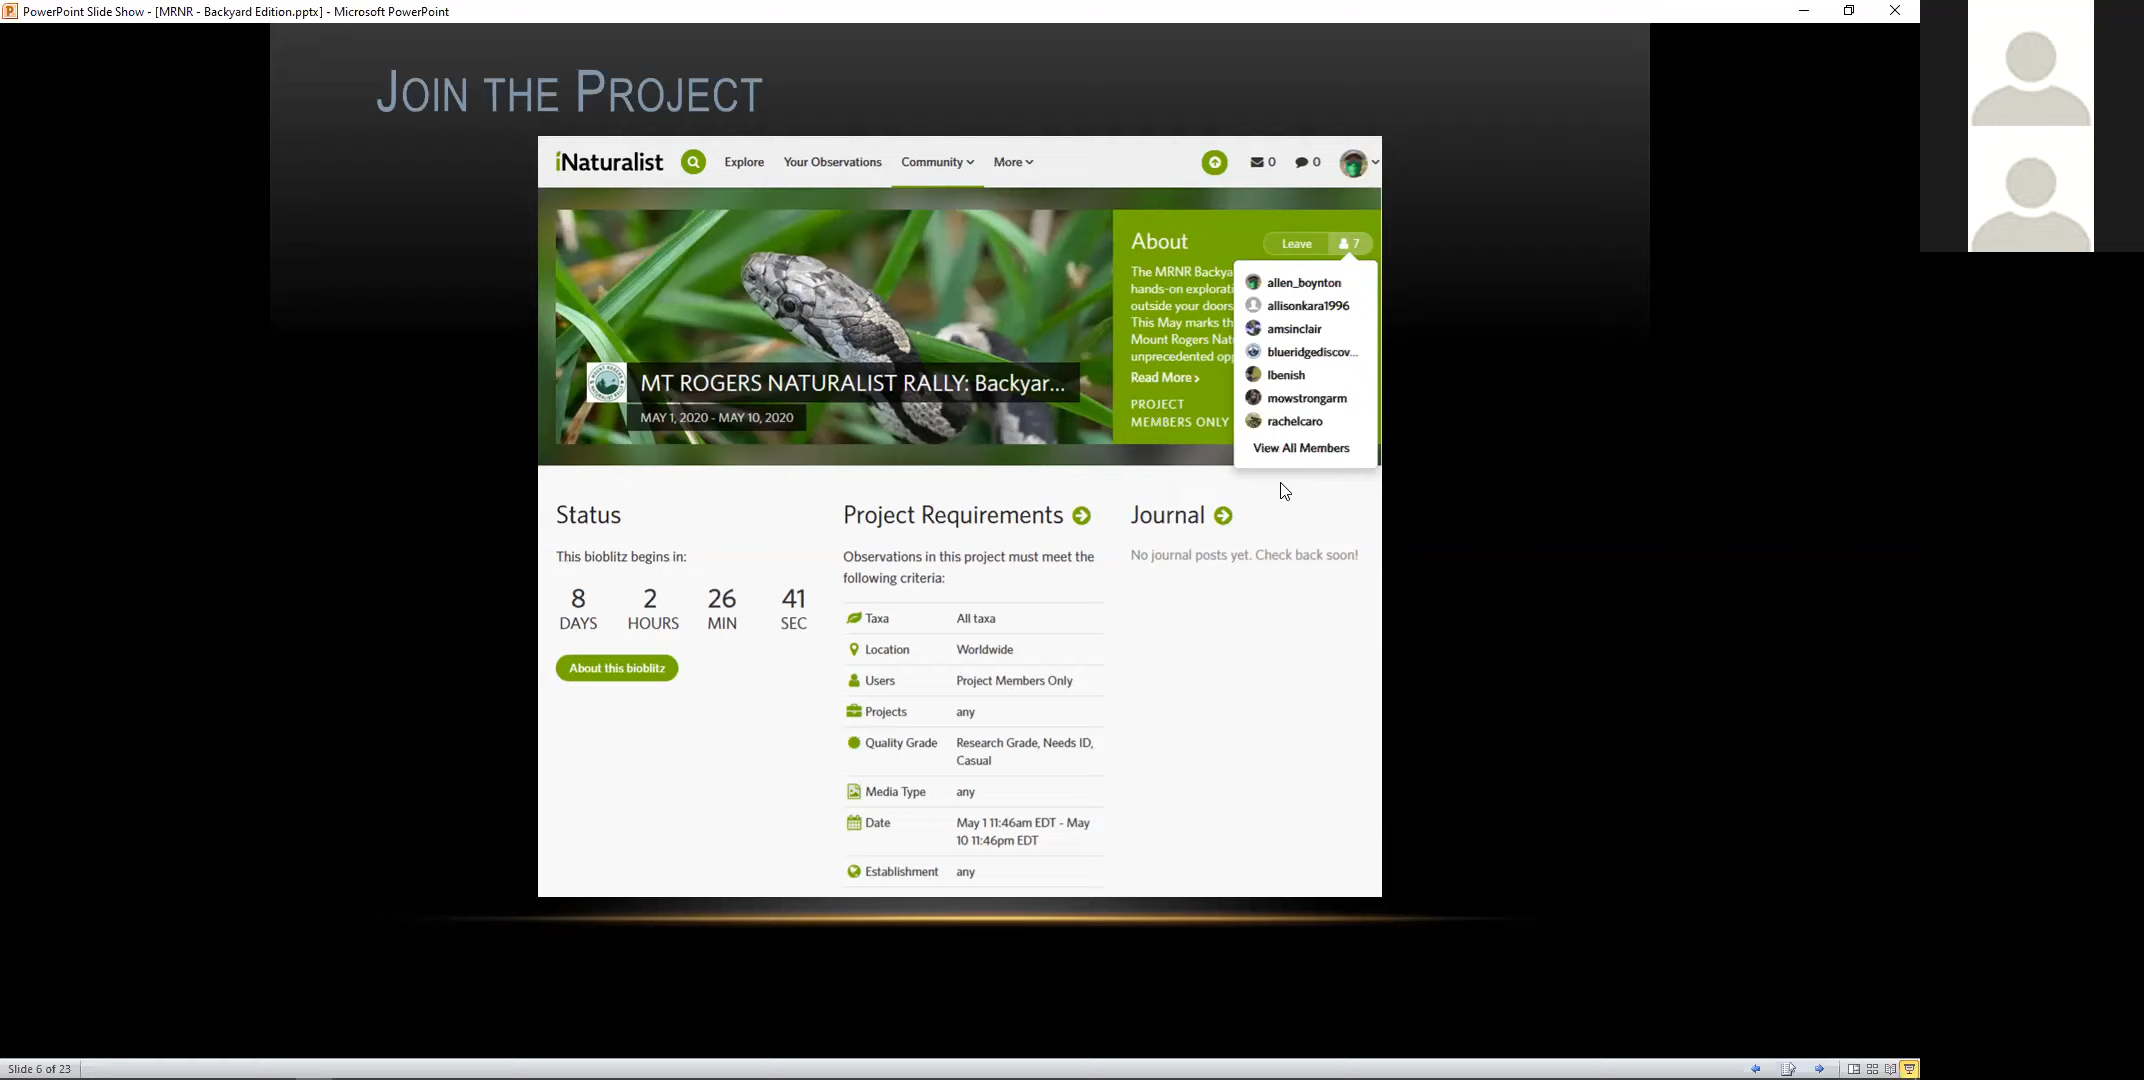 PowerPoint Slide Show - [MRNR - Backyard Edition.pptx] - Microsoft PowerPoint
JOIN THE PROJECT
iNaturalist Explore Your Observations Community More 0 0
About Leave 7
The MRNR Backya
hands-on explorati
outside your doors
This May marks th
Mount Rogers Nat
unprecedented opp
Read More >
PROJECT
MEMBERS ONLY
allen_boynton
allisonkara1996
amsinclair
blueridgediscov...
lbenish
mowstrongarm
rachelcaro
View All Members
MT ROGERS NATURALIST RALLY: Backyar...
MAY 1, 2020 - MAY 10, 2020
Status
This bioblitz begins in:
8 2 26 41
DAYS HOURS MIN SEC
About this bioblitz
Project Requirements
Observations in this project must meet the
following criteria:
Taxa All taxa
Location Worldwide
Users Project Members Only
Projects any
Quality Grade Research Grade, Needs ID,
Casual
Media Type any
Date May 1 11:46am EDT - May
10 11:46pm EDT
Establishment any
Journal
No journal posts yet. Check back soon!
Slide 6 of 23